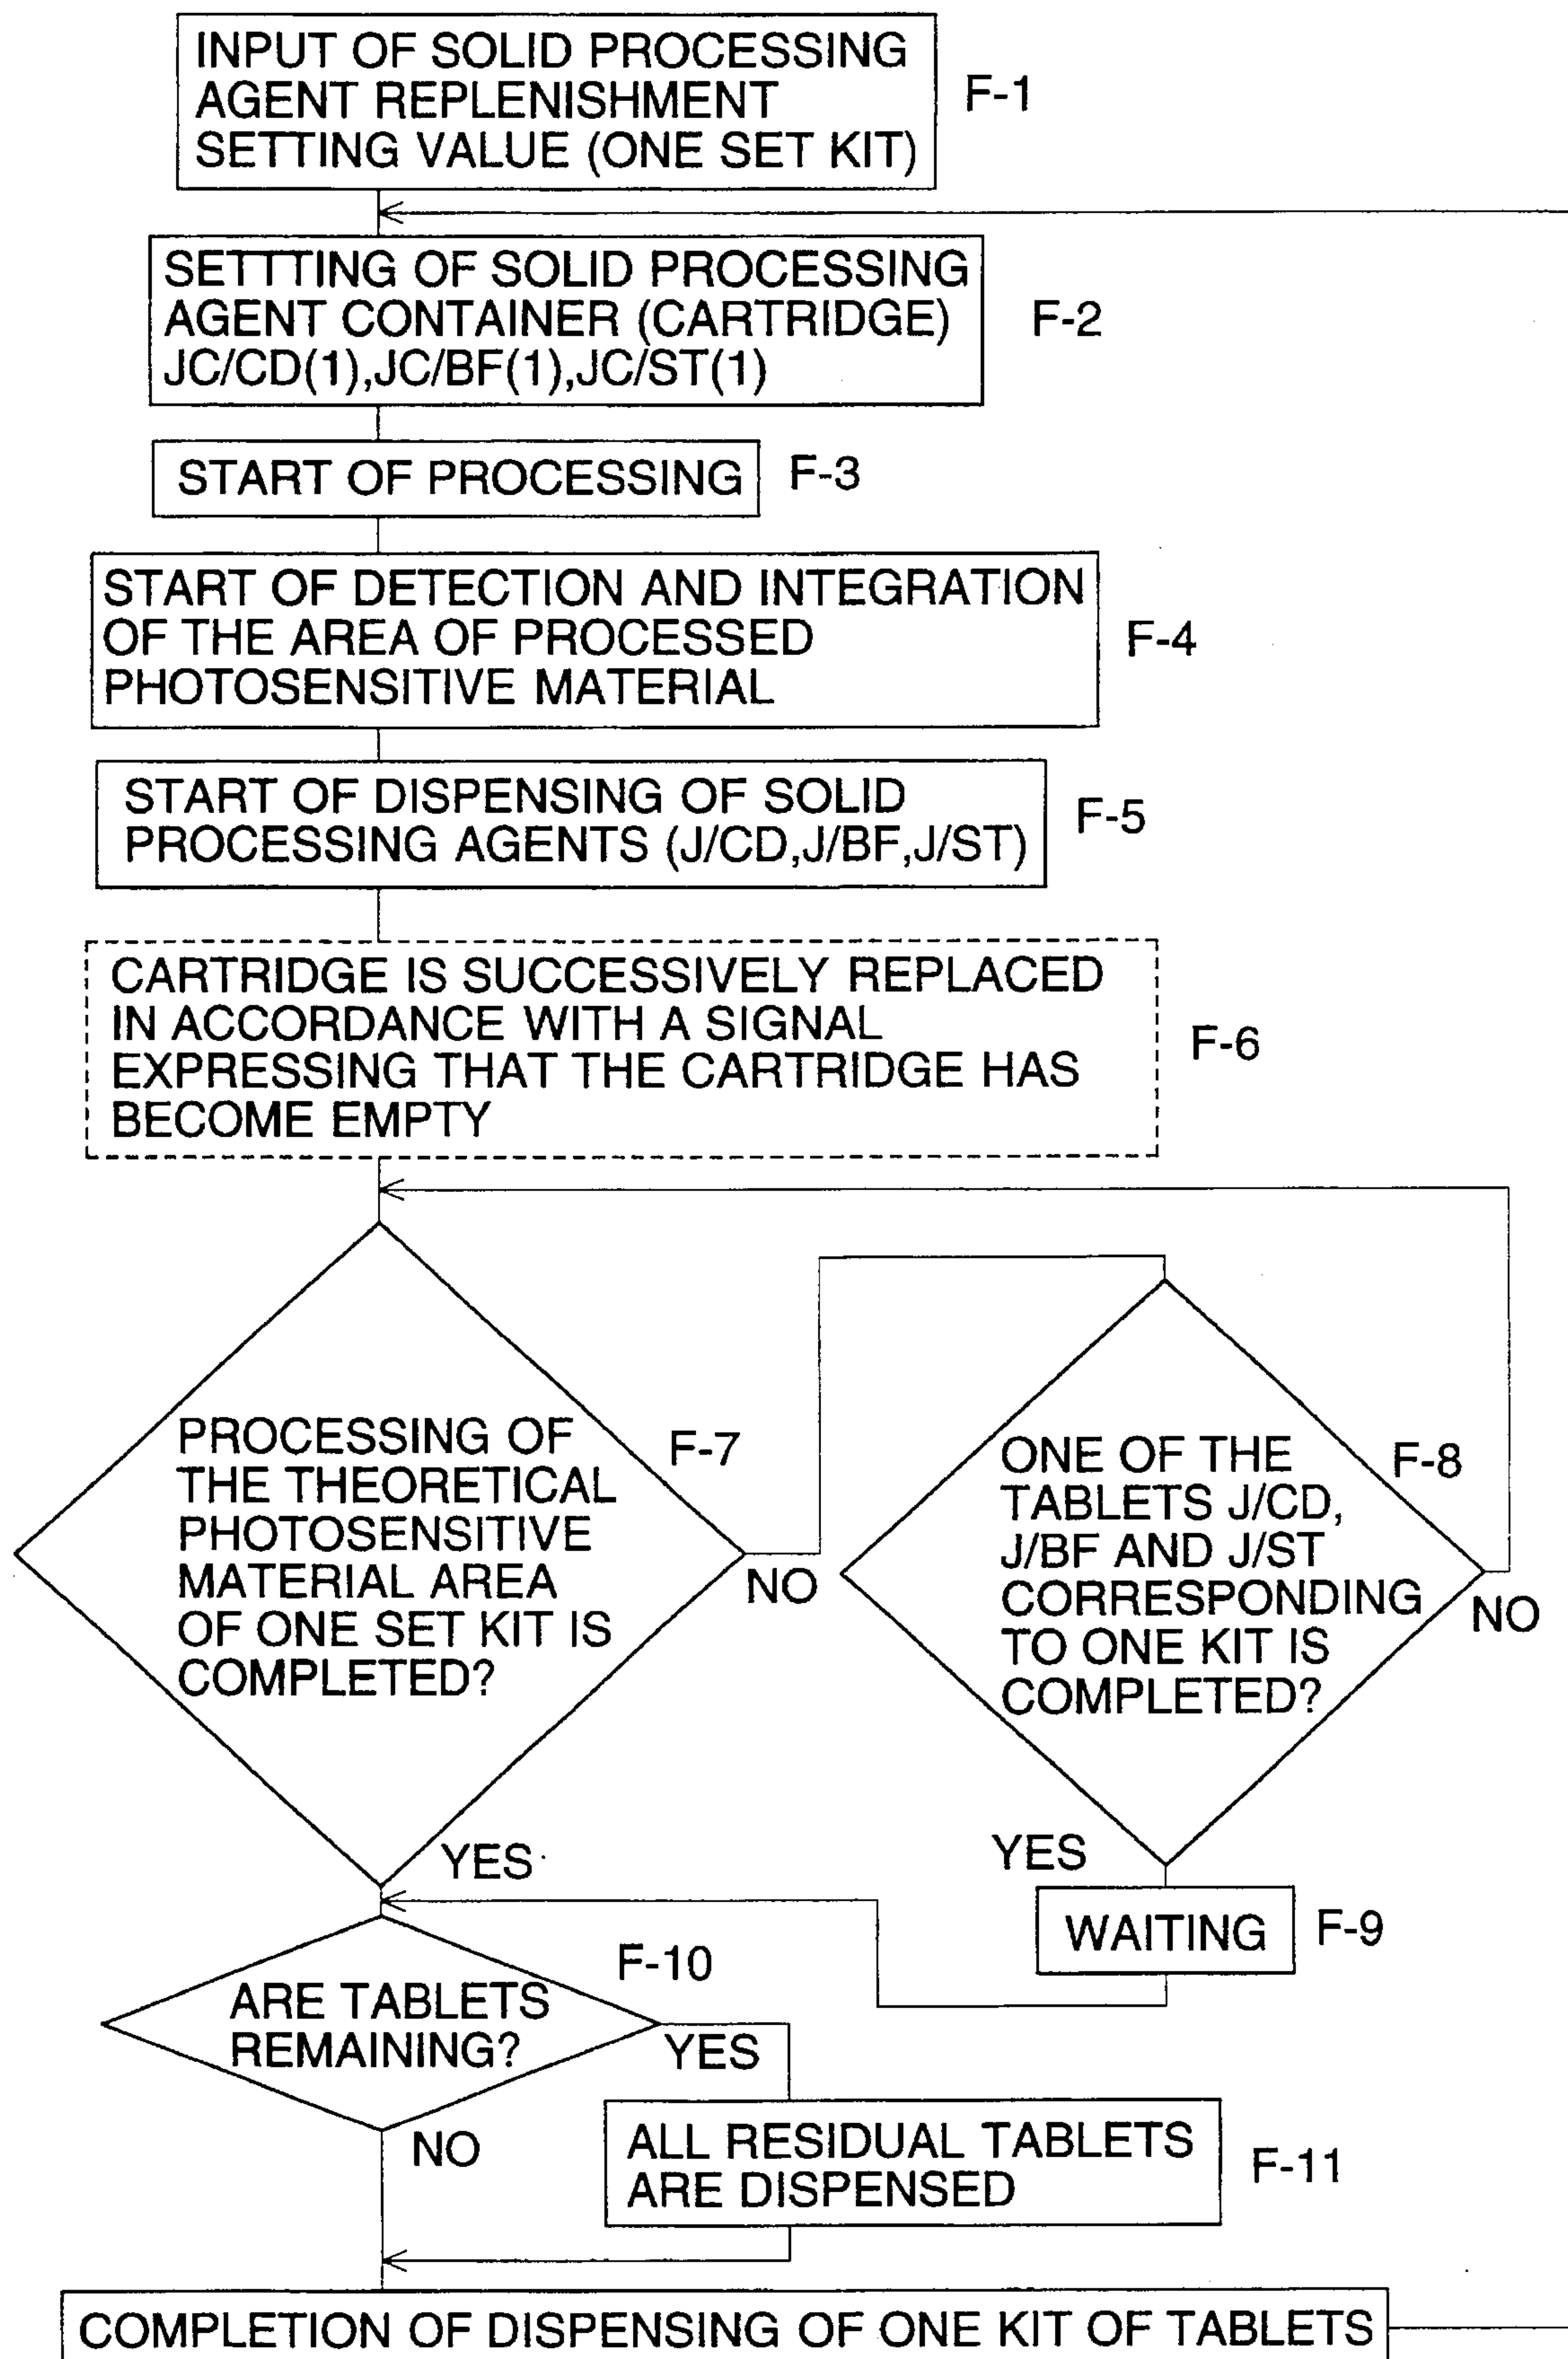 INPUT OF SOLID PROCESSING
AGENT REPLENISHMENT
SETTING VALUE (ONE SET KIT)
F-1
SETTTING OF SOLID PROCESSING
AGENT CONTAINER (CARTRIDGE)
JC/CD(1),JC/BF(1),JC/ST(1)
F-2
START OF PROCESSING
F-3
START OF DETECTION AND INTEGRATION
OF THE AREA OF PROCESSED
PHOTOSENSITIVE MATERIAL
F-4
START OF DISPENSING OF SOLID
PROCESSING AGENTS (J/CD,J/BF,J/ST)
F-5
CARTRIDGE IS SUCCESSIVELY REPLACED
IN ACCORDANCE WITH A SIGNAL
EXPRESSING THAT THE CARTRIDGE HAS
BECOME EMPTY
F-6
PROCESSING OF
THE THEORETICAL
PHOTOSENSITIVE
MATERIAL AREA
OF ONE SET KIT IS
COMPLETED?
F-7
NO
YES
ONE OF THE
TABLETS J/CD,
J/BF AND J/ST
CORRESPONDING
TO ONE KIT IS
COMPLETED?
F-8
NO
YES
WAITING
F-9
ARE TABLETS
REMAINING?
F-10
YES
NO
ALL RESIDUAL TABLETS
ARE DISPENSED
F-11
COMPLETION OF DISPENSING OF ONE KIT OF TABLETS